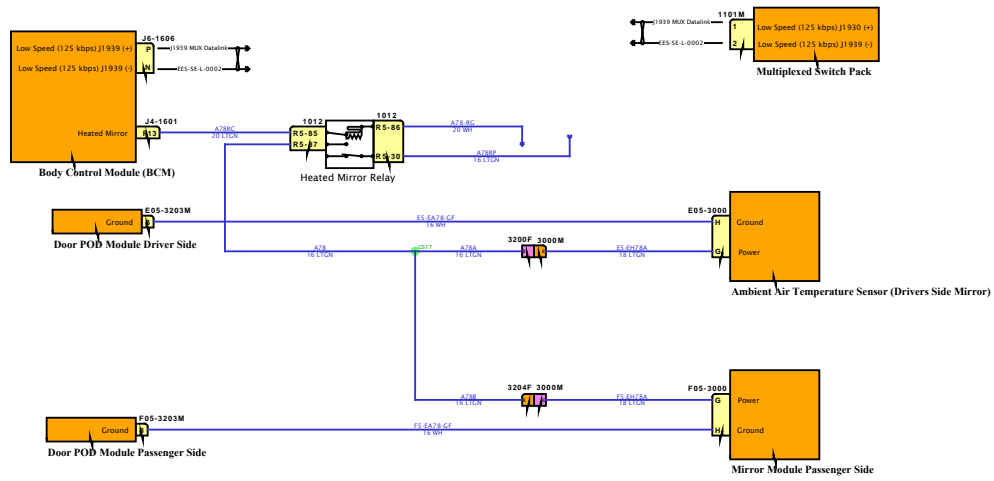 J6-1606
Low Speed (125 kbps) J1939 (+)
P
J1939 MUX Datalink
Low Speed (125 kbps) J1939 (-)
N
EES-SE-L-0002
J4-1601
Heated Mirror
R13
A78RC
20 LTGN
Body Control Module (BCM)
1101M
J1939 MUX Datalink
1
Low Speed (125 kbps) J1930 (+)
EES-SE-L-0002
2
Low Speed (125 kbps) J1939 (-)
Multiplexed Switch Pack
1012
1012
R5-85
R5-86
A78-RG
20 WH
R5-87
R5-30
A78RP
16 LTGN
Heated Mirror Relay
E05-3203M
Ground
Door POD Module Driver Side
E5-EA78-GF
16 WH
E05-3000
H
Ground
A78
16 LTGN
A78A
16 LTGN
3200F
3000M
E5-EH78A
18 LTGN
G
Power
Ambient Air Temperature Sensor (Drivers Side Mirror)
A78B
16 LTGN
3204F
3000M
F5-EH78A
18 LTGN
F05-3000
G
Power
F05-3203M
Ground
Door POD Module Passenger Side
F5-EA78-GF
16 WH
H
Ground
Mirror Module Passenger Side